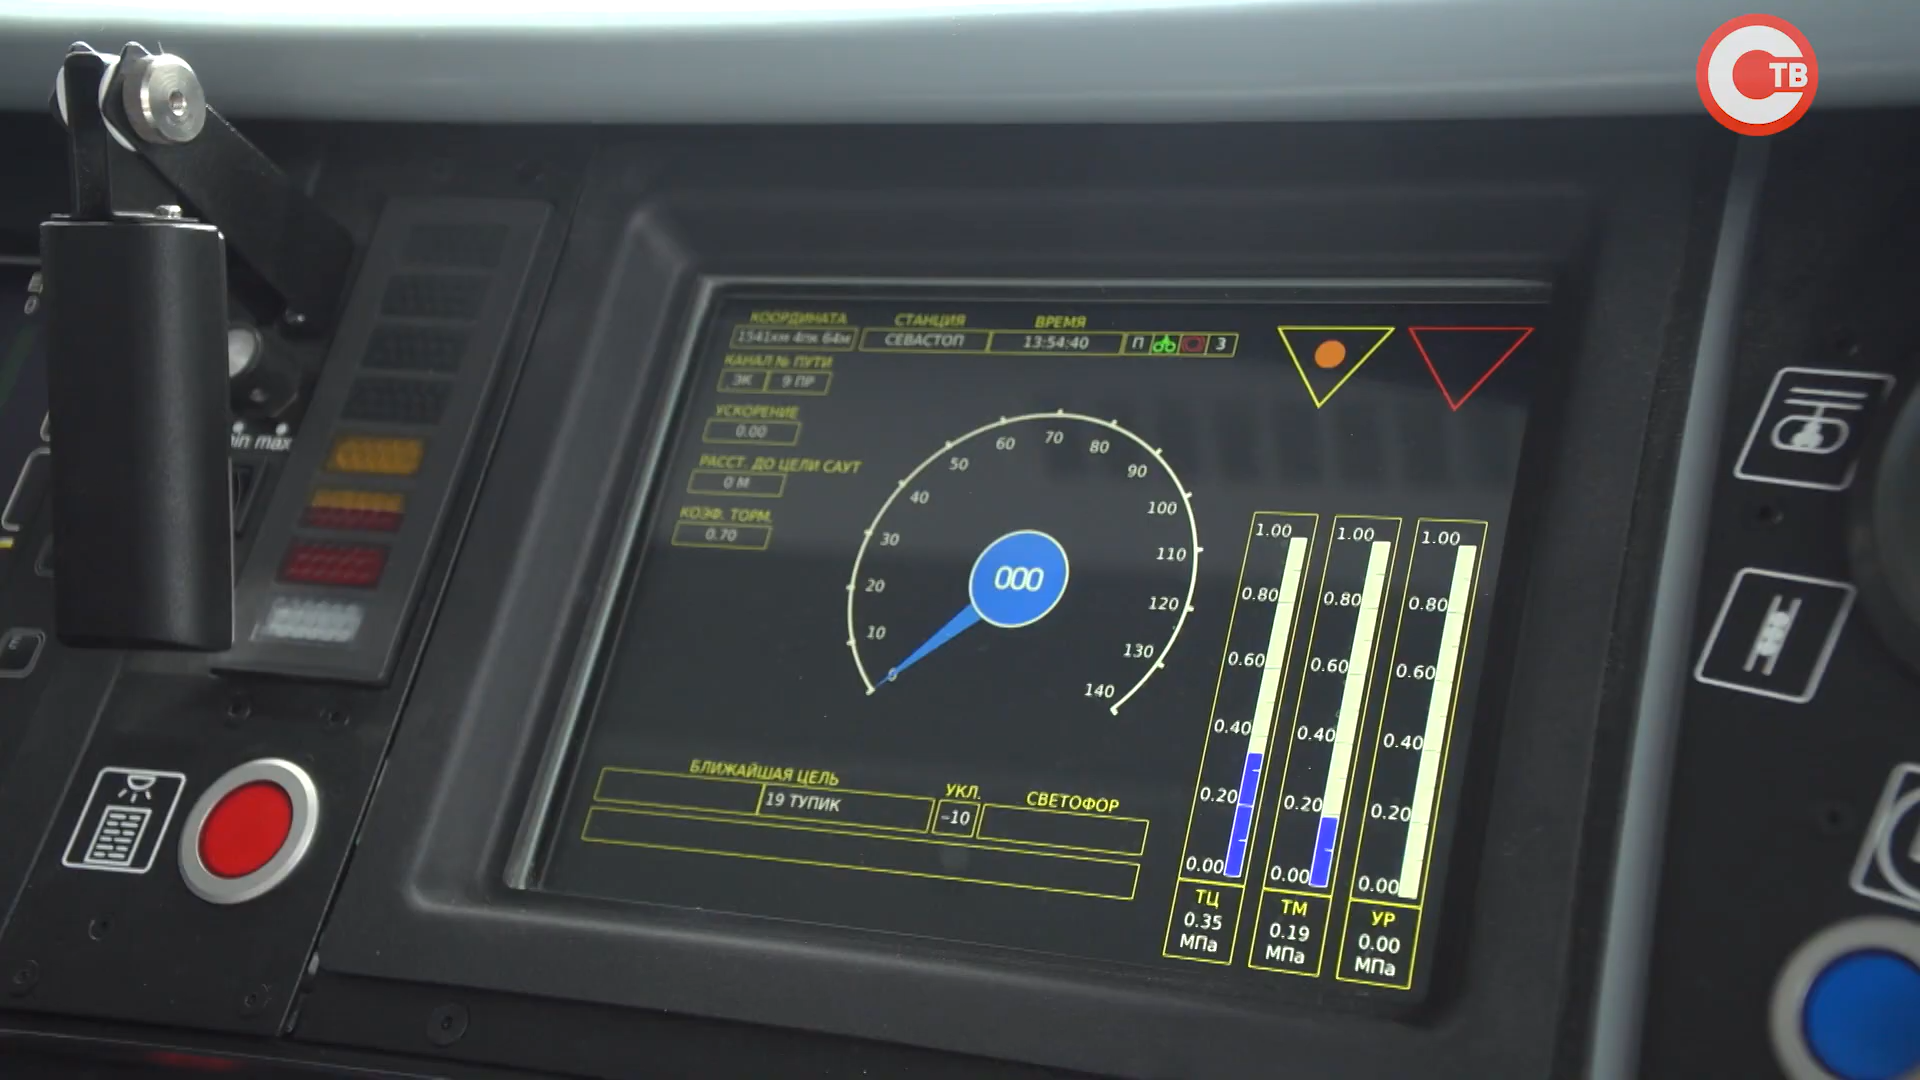 ТВ
КООРДИНАТА СТАНЦИЯ ВРЕМЯ
1541км 4пк 64м СЕВАСТОП 13:54:40 П 3
КАНАЛ № ПУТИ
ЭК 9 ПР
УСКОРЕНИЕ
0.00
РАССТ. ДО ЦЕЛИ САУТ
0 М
КОЭФ. ТОРМ.
0.70
0 10 20 30 40 50 60 70 80 90 100 110 120 130 140
000
1.00 1.00 1.00
0.80 0.80 0.80
0.60 0.60 0.60
0.40 0.40 0.40
0.20 0.20 0.20
0.00 0.00 0.00
ТЦ ТМ УР
0.35 0.19 0.00
МПа МПа МПа
БЛИЖАЙШАЯ ЦЕЛЬ УКЛ. СВЕТОФОР
19 ТУПИК -10
max